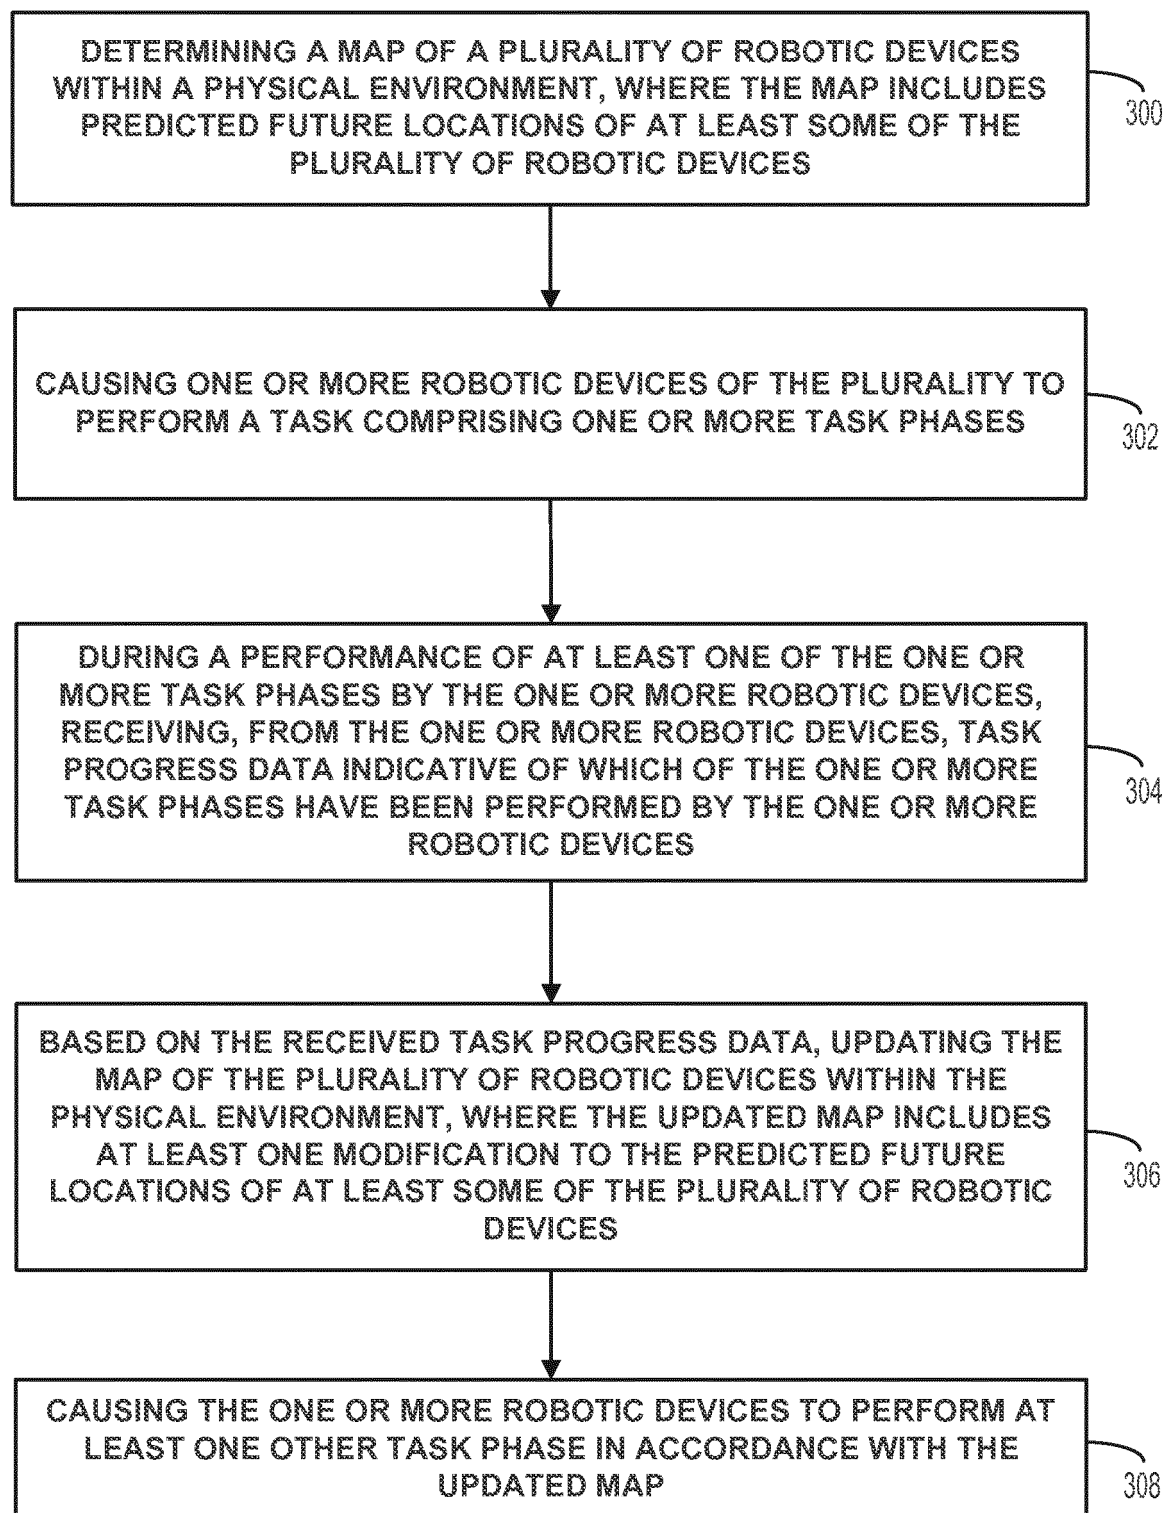 DETERMINING A MAP OF A PLURALITY OF ROBOTIC DEVICES
WITHIN A PHYSICAL ENVIRONMENT, WHERE THE MAP INCLUDES
PREDICTED FUTURE LOCATIONS OF AT LEAST SOME OF THE
PLURALITY OF ROBOTIC DEVICES
300
CAUSING ONE OR MORE ROBOTIC DEVICES OF THE PLURALITY TO
PERFORM A TASK COMPRISING ONE OR MORE TASK PHASES
302
DURING A PERFORMANCE OF AT LEAST ONE OF THE ONE OR
MORE TASK PHASES BY THE ONE OR MORE ROBOTIC DEVICES,
RECEIVING, FROM THE ONE OR MORE ROBOTIC DEVICES, TASK
PROGRESS DATA INDICATIVE OF WHICH OF THE ONE OR MORE
TASK PHASES HAVE BEEN PERFORMED BY THE ONE OR MORE
ROBOTIC DEVICES
304
BASED ON THE RECEIVED TASK PROGRESS DATA, UPDATING THE
MAP OF THE PLURALITY OF ROBOTIC DEVICES WITHIN THE
PHYSICAL ENVIRONMENT, WHERE THE UPDATED MAP INCLUDES
AT LEAST ONE MODIFICATION TO THE PREDICTED FUTURE
LOCATIONS OF AT LEAST SOME OF THE PLURALITY OF ROBOTIC
DEVICES
306
CAUSING THE ONE OR MORE ROBOTIC DEVICES TO PERFORM AT
LEAST ONE OTHER TASK PHASE IN ACCORDANCE WITH THE
UPDATED MAP
308